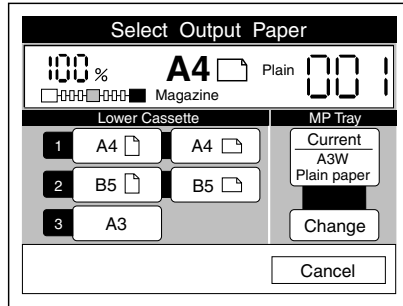 Select Output Paper
100 % A4 Plain 001
Magazine
Lower Cassette
MP Tray
1 A4 A4
2 B5 B5
3 A3
Current
A3W
Plain paper
Change
Cancel